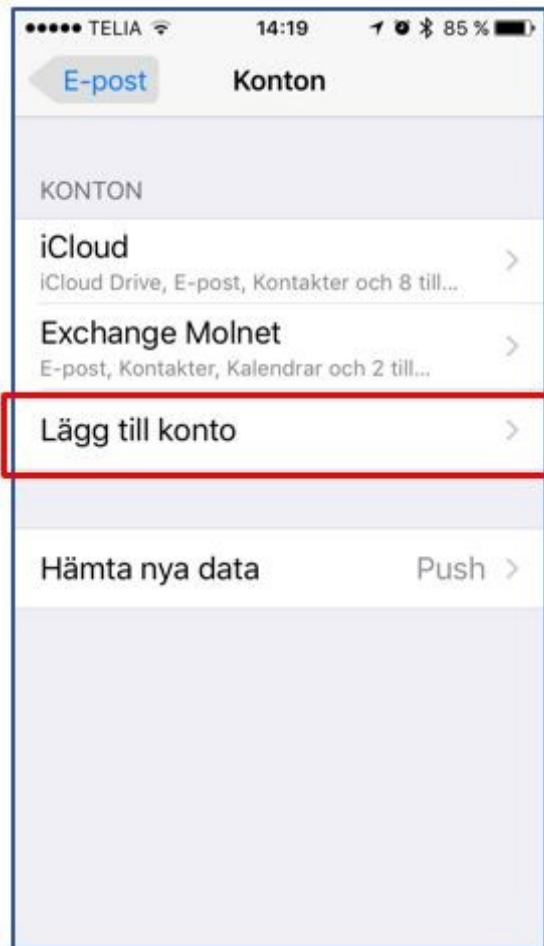 TELIA 14:19 85 %
E-post Konton
KONTON
iCloud
iCloud Drive, E-post, Kontakter och 8 till...
Exchange Molnet
E-post, Kontakter, Kalendrar och 2 till...
Lägg till konto
Hämta nya data Push